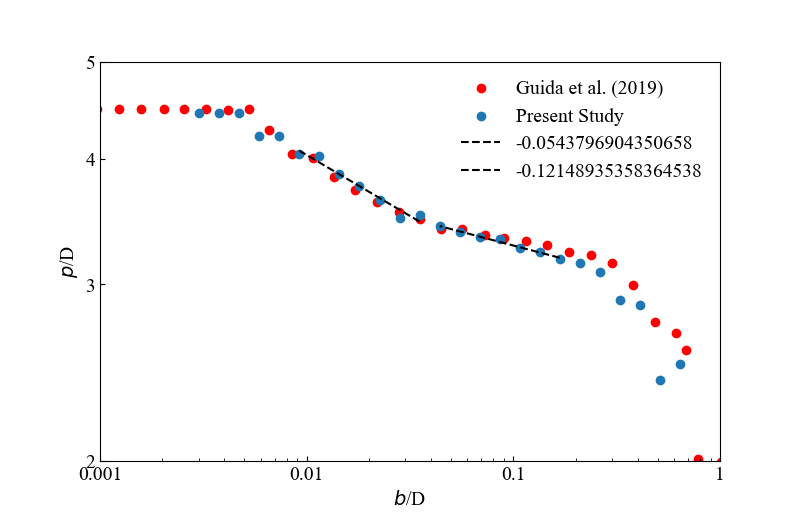 5
4
3
2
p/D
Guida et al. (2019)
Present Study
-0.0543796904350658
-0.12148935358364538
0.001
0.01
0.1
1
b/D